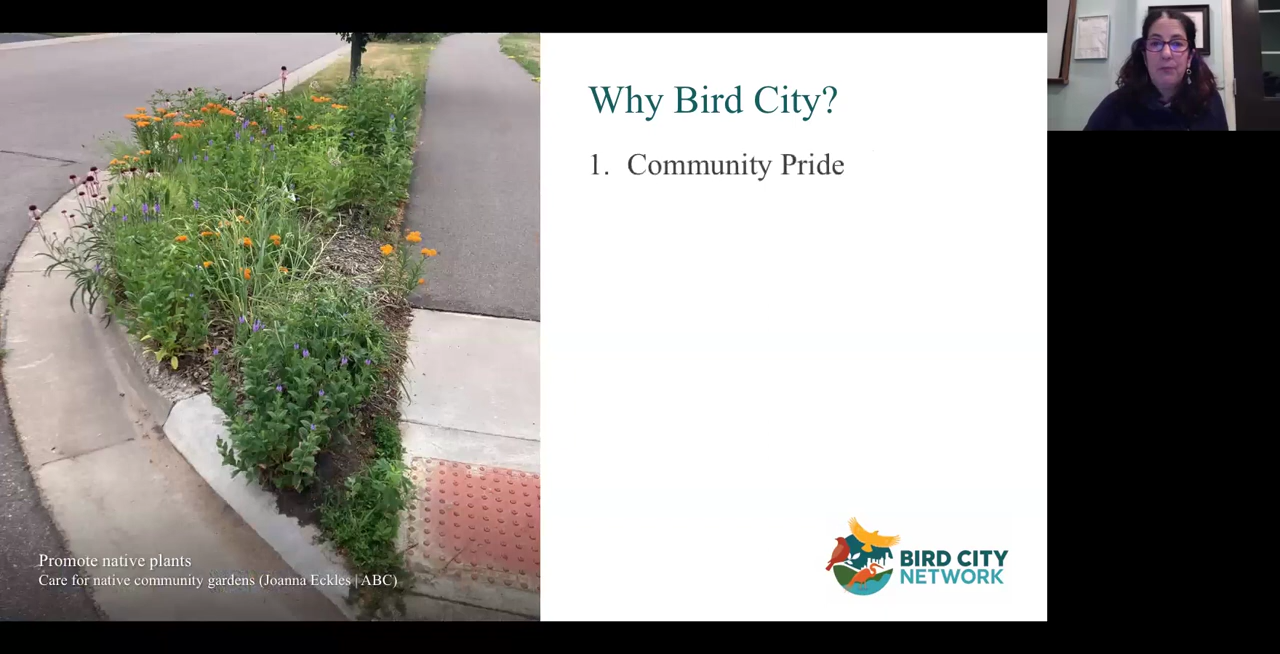 Why Bird City?
1. Community Pride
Promote native plants
Care for native community gardens (Joanna Eckles | ABC)
BIRD CITY
NETWORK